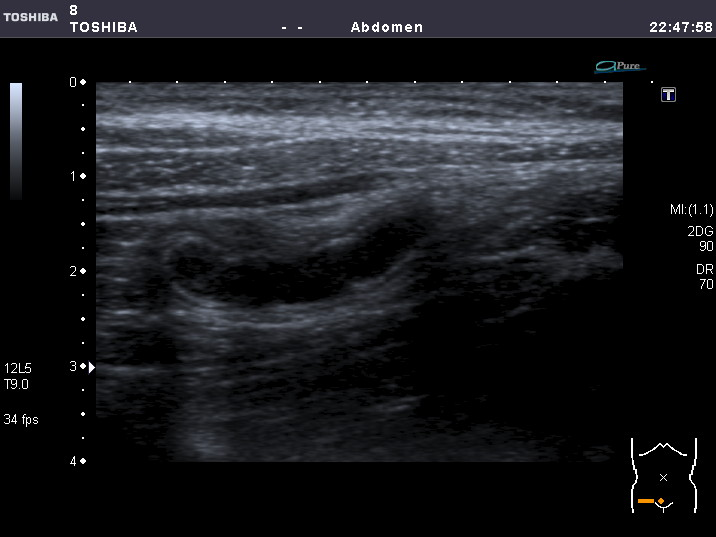 TOSHIBA
8
TOSHIBA - - Abdomen 22:47:58
aPure
T
0
1
2
3
4
MI:(1.1)
2DG
90
DR
70
12L5
T9.0
34 fps